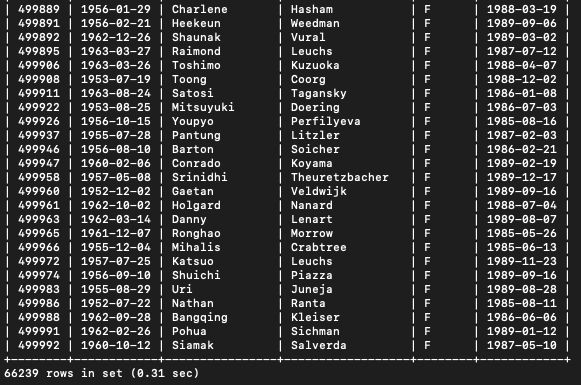 | 499889 | 1956-01-29 | Charlene | Hasham | F | 1988-03-19 |
| 499891 | 1956-02-21 | Heekeun | Weedman | F | 1989-09-06 |
| 499902 | 1962-12-26 | Shaunak | Vural | F | 1989-03-02 |
| 499895 | 1963-03-27 | Raimond | Leuchs | F | 1987-07-12 |
| 499906 | 1963-03-26 | Toshimo | Kuzuoka | F | 1988-04-07 |
| 499908 | 1953-07-19 | Toong | Coorg | F | 1988-12-02 |
| 499911 | 1963-08-24 | Satosi | Tagansky | F | 1986-01-08 |
| 499922 | 1953-08-25 | Mitsuyuki | Doering | F | 1986-07-03 |
| 499926 | 1956-10-15 | Youpyo | Perfilyeva | F | 1985-08-16 |
| 499937 | 1955-07-28 | Pantung | Litzler | F | 1987-02-03 |
| 499946 | 1956-08-10 | Barton | Soicher | F | 1986-02-21 |
| 499947 | 1960-02-06 | Conrado | Koyama | F | 1989-02-19 |
| 499958 | 1957-05-08 | Srinidhi | Theuretzbacher | F | 1989-12-17 |
| 499960 | 1952-12-02 | Gaetan | Veldwijk | F | 1989-09-16 |
| 499961 | 1962-10-02 | Holgard | Nanard | F | 1988-07-04 |
| 499963 | 1962-03-14 | Danny | Lenart | F | 1989-08-07 |
| 499965 | 1961-12-07 | Ronghao | Morrow | F | 1985-05-26 |
| 499966 | 1955-12-04 | Mihalis | Crabtree | F | 1985-06-13 |
| 499972 | 1957-07-25 | Katsuo | Leuchs | F | 1989-11-23 |
| 499974 | 1956-09-10 | Shuichi | Piazza | F | 1989-09-16 |
| 499983 | 1955-08-29 | Uri | Juneja | F | 1989-08-28 |
| 499986 | 1952-07-22 | Nathan | Ranta | F | 1985-08-11 |
| 499988 | 1962-09-28 | Bangqing | Kleiser | F | 1986-06-06 |
| 499991 | 1962-02-26 | Pohua | Sichman | F | 1989-01-12 |
| 499992 | 1960-10-12 | Siamak | Salverda | F | 1987-05-10 |
+--------+------------+----------------+------------------+--------+------------+
66239 rows in set (0.31 sec)